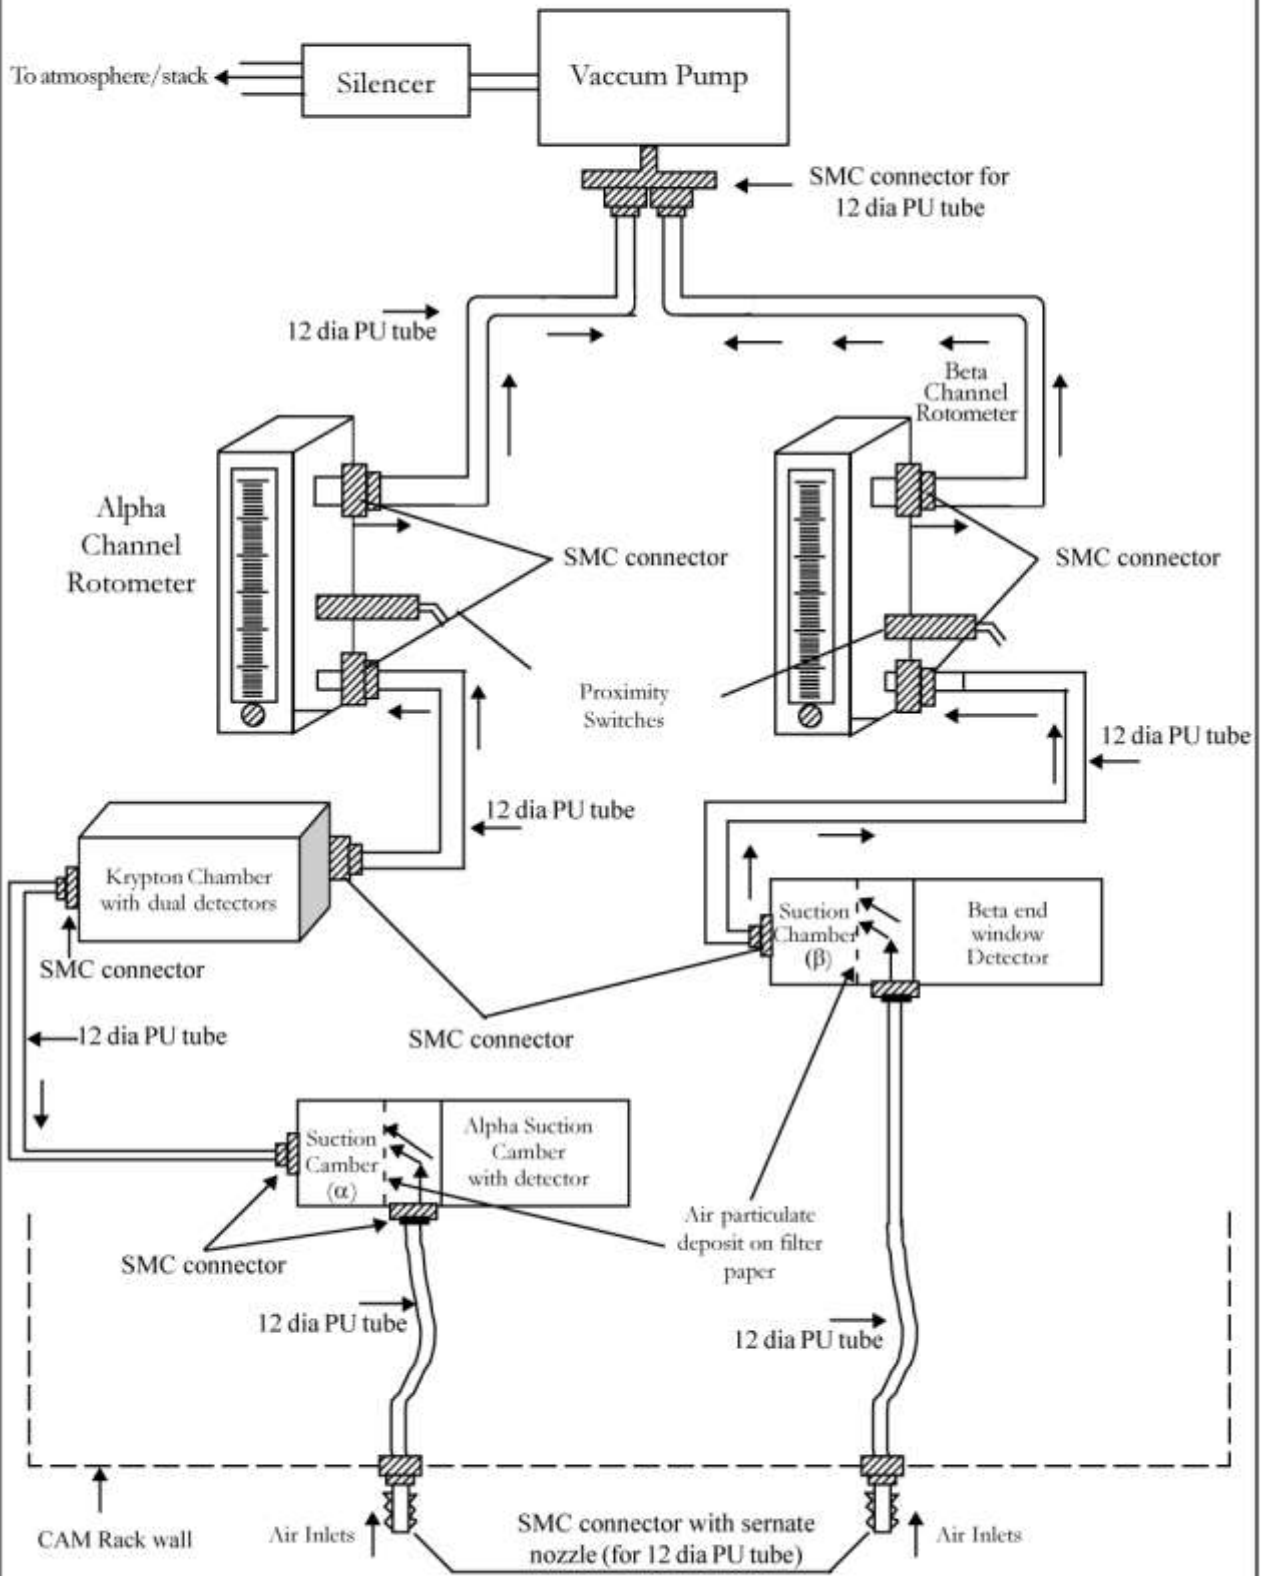 To atmosphere/stack
Silencer
Vaccum Pump
SMC connector for
12 dia PU tube
12 dia PU tube
Beta
Channel
Rotometer
Alpha
Channel
Rotometer
SMC connector
SMC connector
Proximity
Switches
12 dia PU tube
12 dia PU tube
Krypton Chamber
with dual detectors
Suction
Chamber
(β)
Beta end
window
Detector
SMC connector
12 dia PU tube
SMC connector
Suction
Camber
(α)
Alpha Suction
Camber
with detector
Air particulate
deposit on filter
paper
SMC connector
12 dia PU tube
12 dia PU tube
CAM Rack wall
Air Inlets
SMC connector with sernate
nozzle (for 12 dia PU tube)
Air Inlets